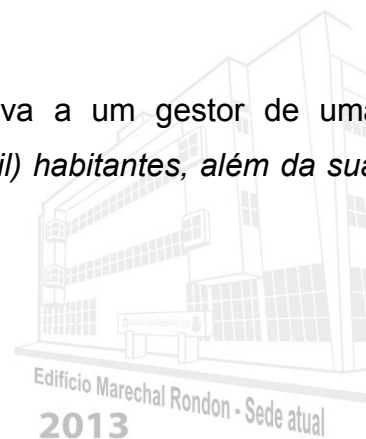 va a um gestor de uma
il) habitantes, além da sua
Edifício Marechal Rondon - Sede atual
2013